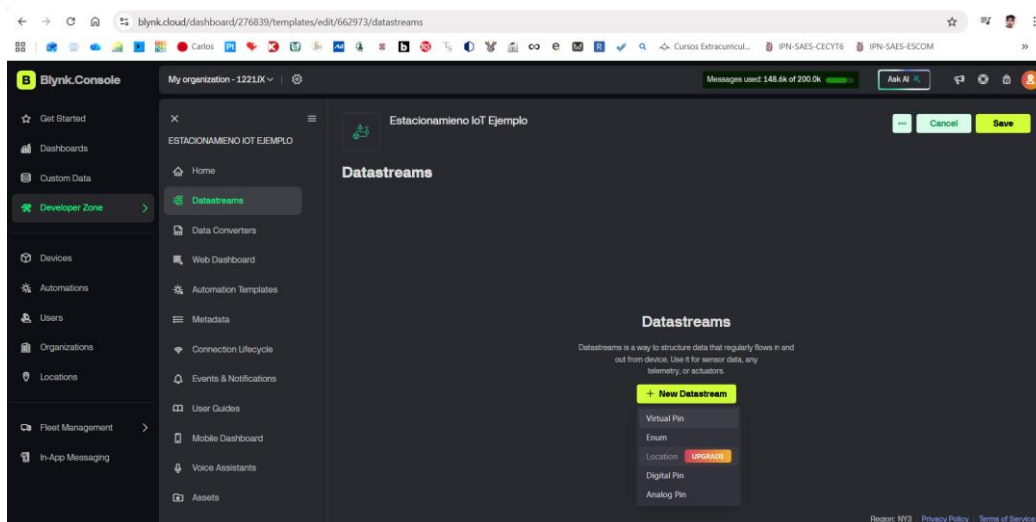 blynk.cloud/dashboard/276839/templates/edit/662973/datastreams
Carlos
Cursos Extracurricul...
IPN-SAES-CECYT6
IPN-SAES-ESCOM
B Blynk.Console
My organization - 1221JX
Messages used: 148.6k of 200.0k
Ask AI
Get Started
Dashboards
Custom Data
Developer Zone
Devices
Automations
Users
Organizations
Locations
Fleet Management
In-App Messaging
ESTACIONAMIENO IOT EJEMPLO
Home
Datastreams
Data Converters
Web Dashboard
Automation Templates
Metadata
Connection Lifecycle
Events & Notifications
User Guides
Mobile Dashboard
Voice Assistants
Assets
Estacionamieno IoT Ejemplo
Cancel
Save
Datastreams
Datastreams
Datastreams is a way to structure data that regularly flows in and
out from device. Use it for sensor data, any
telemetry, or actuators.
+ New Datastream
Virtual Pin
Enum
Location UPGRADE
Digital Pin
Analog Pin
Region: NY3 Privacy Policy Terms of Service